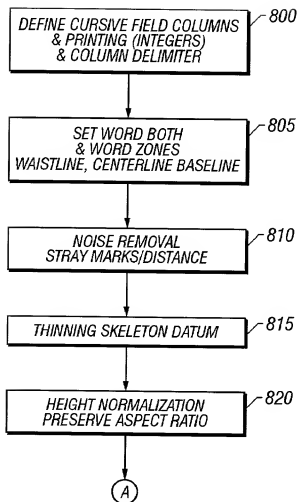 DEFINE CURSIVE FIELD COLUMNS
& PRINTING (INTEGERS)
& COLUMN DELIMITER
800
SET WORD BOTH
& WORD ZONES
WAISTLINE, CENTERLINE BASELINE
805
NOISE REMOVAL
STRAY MARKS/DISTANCE
810
THINNING SKELETON DATUM
815
HEIGHT NORMALIZATION
PRESERVE ASPECT RATIO
820
A